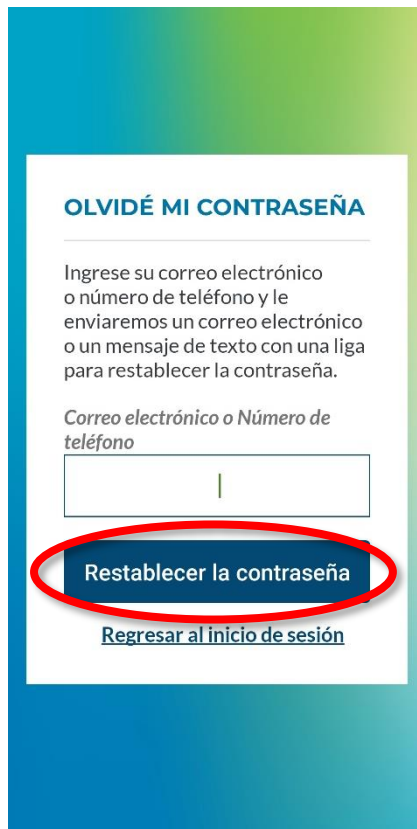 OLVIDÉ MI CONTRASEÑA
Ingrese su correo electrónico
o número de teléfono y le
enviaremos un correo electrónico
o un mensaje de texto con una liga
para restablecer la contraseña.
Correo electrónico o Número de
teléfono
Restablecer la contraseña
Regresar al inicio de sesión